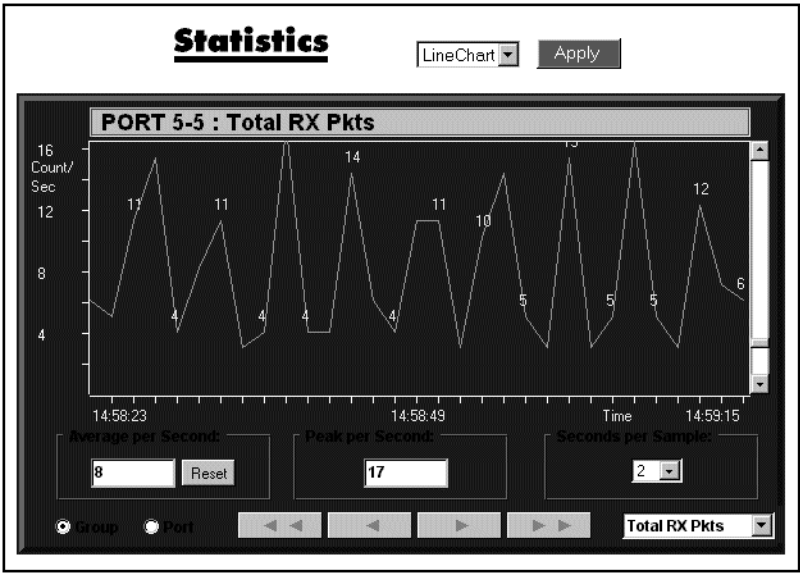 Statistics
LineChart Apply
PORT 5-5 : Total RX Pkts
16
Count/
Sec
12
8
4
11 4 11 4 4 14 4 11 10 5 5 5 12 6
14:58:23 14:58:49 Time 14:59:15
Average per Second: Peak per Second: Seconds per Sample:
8 Reset 17 2
Group Port Total RX Pkts